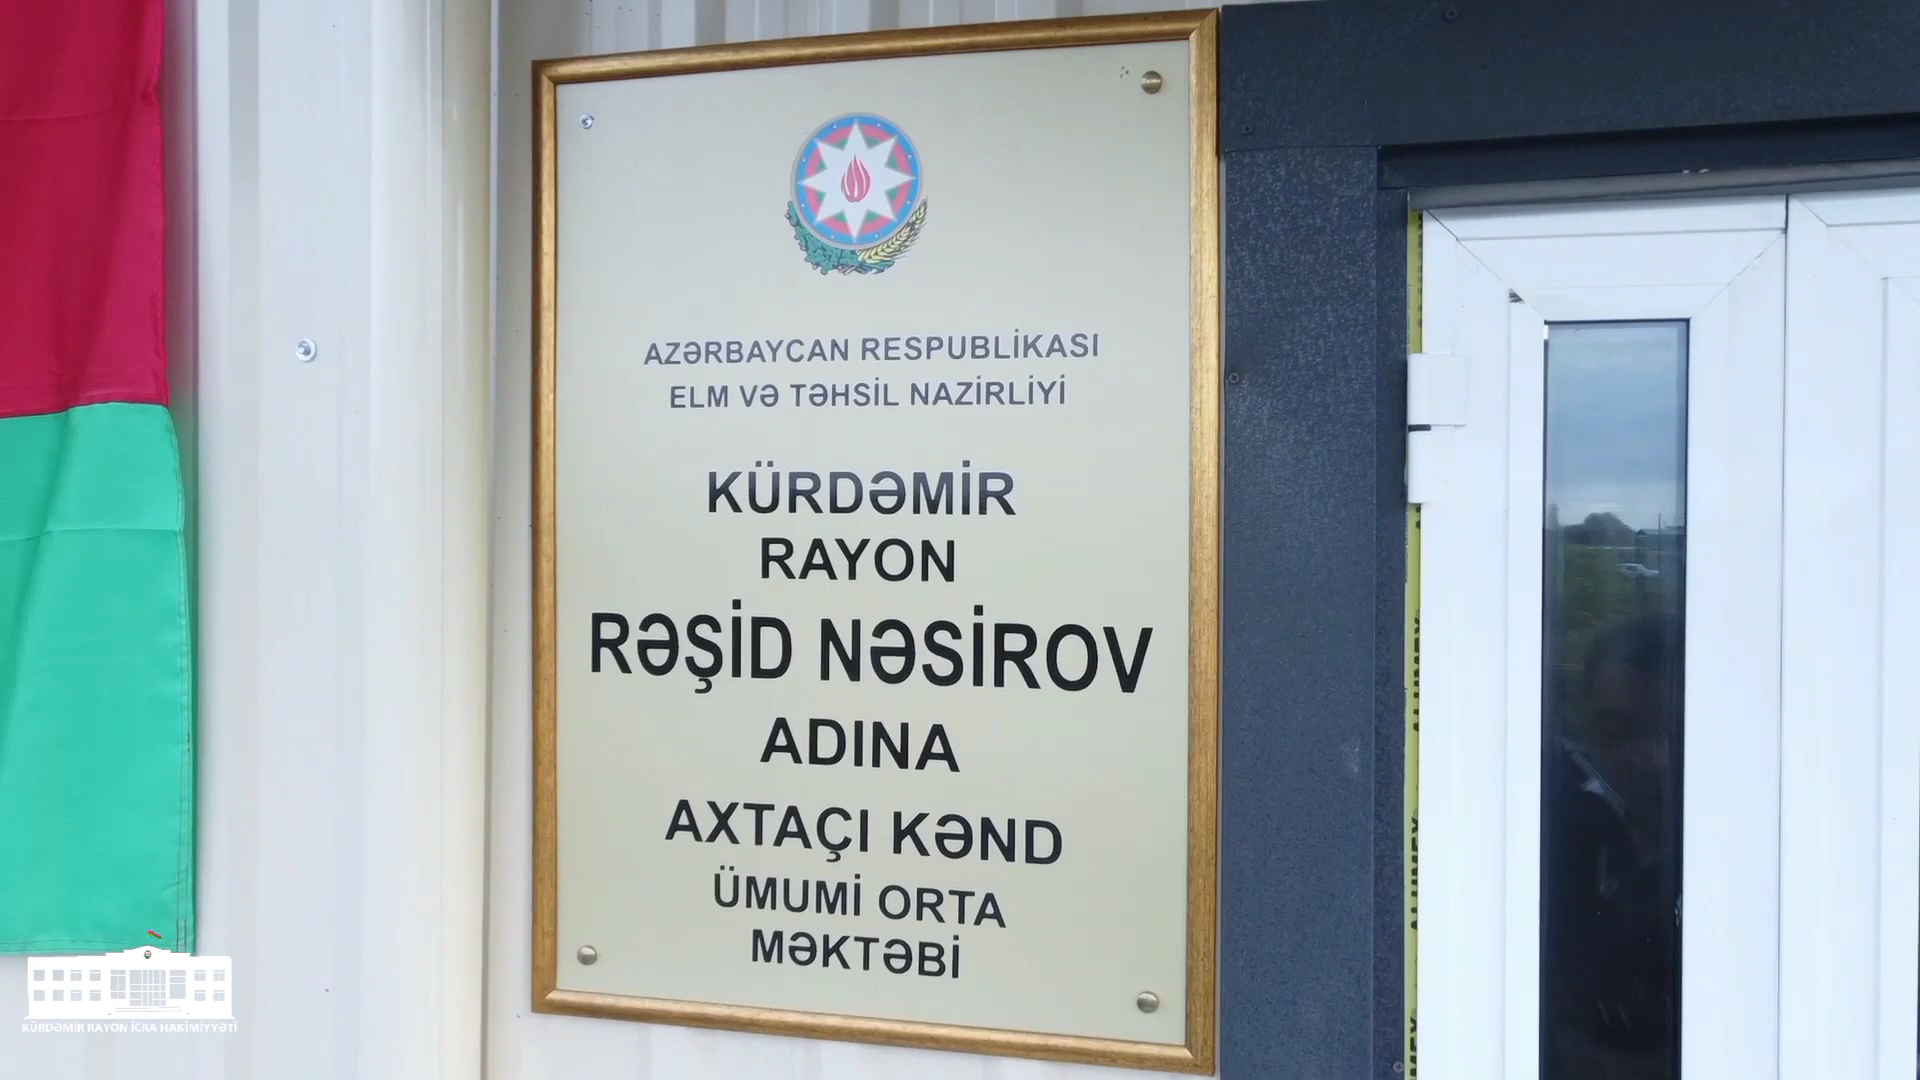 AZƏRBAYCAN RESPUBLİKASI
ELM VƏ TƏHSİL NAZİRLİYİ
KÜRDƏMİR
RAYON
RƏŞİD NƏSİROV
ADINA
AXTAÇI KƏND
ÜMUMİ ORTA
MƏKTƏBİ
KÜRDƏMİR RAYON İCRA HAKİMİYYƏTİ